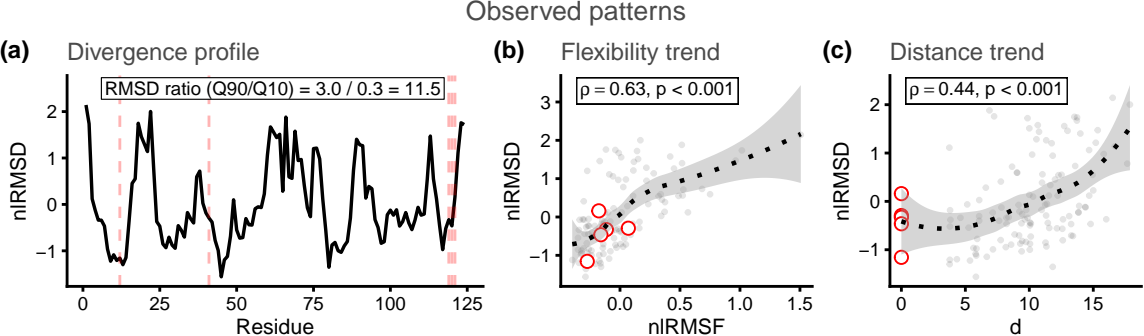 Observed patterns
(a) Divergence profile
RMSD ratio (Q90/Q10) = 3.0 / 0.3 = 11.5
nlRMSD
2
1
0
−1
0 25 50 75 100 125
Residue
(b) Flexibility trend
ρ = 0.63, p < 0.001
nlRMSD
3
2
1
0
−1
0.0 0.5 1.0 1.5
nlRMSF
(c) Distance trend
ρ = 0.44, p < 0.001
nlRMSD
2
1
0
−1
0 5 10 15
d